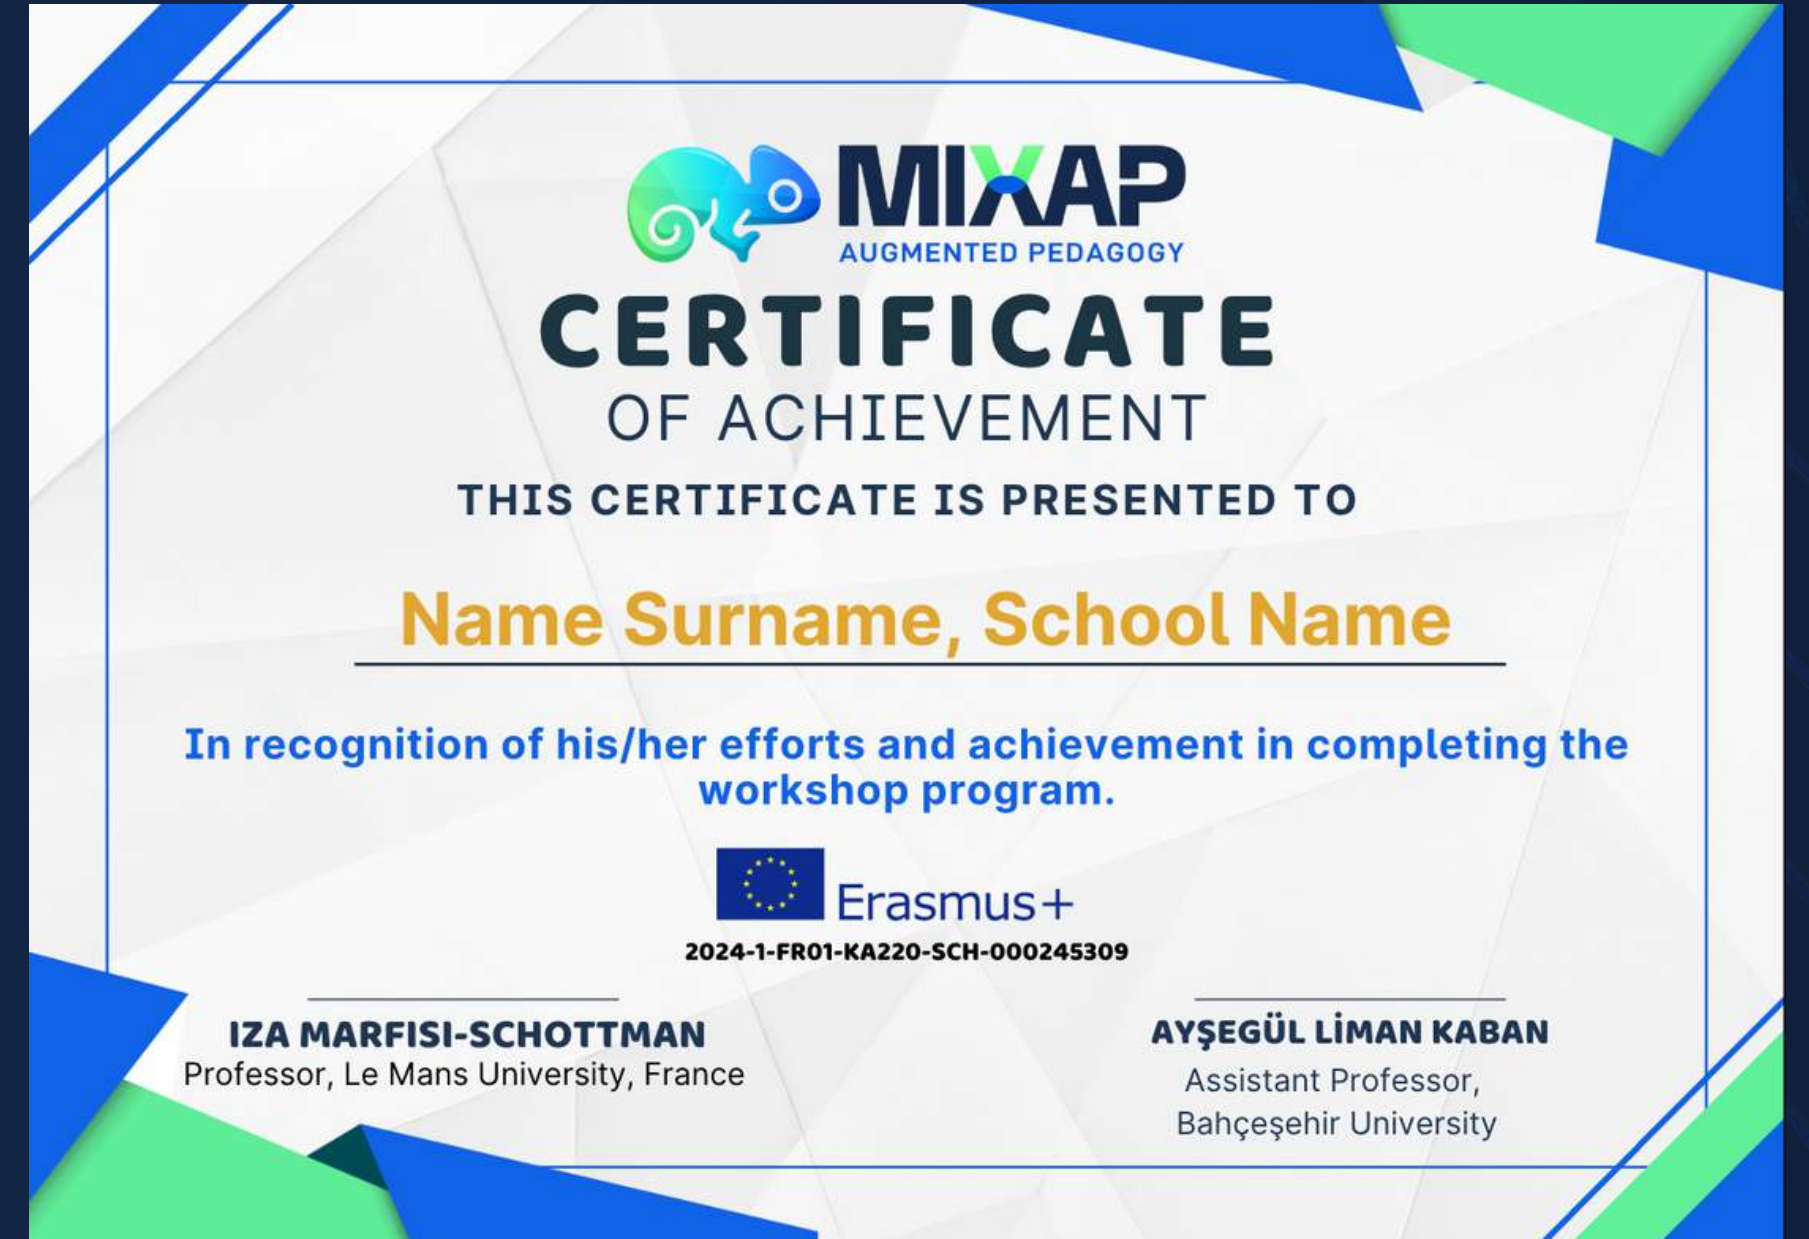 MIXAP
AUGMENTED PEDAGOGY
CERTIFICATE
OF ACHIEVEMENT
THIS CERTIFICATE IS PRESENTED TO
Name Surname, School Name
In recognition of his/her efforts and achievement in completing the
workshop program.
Erasmus+
2024-1-FR01-KA220-SCH-000245309
IZA MARFISI-SCHOTTMAN
Professor, Le Mans University, France
AYŞEGÜL LİMAN KABAN
Assistant Professor,
Bahçeşehir University